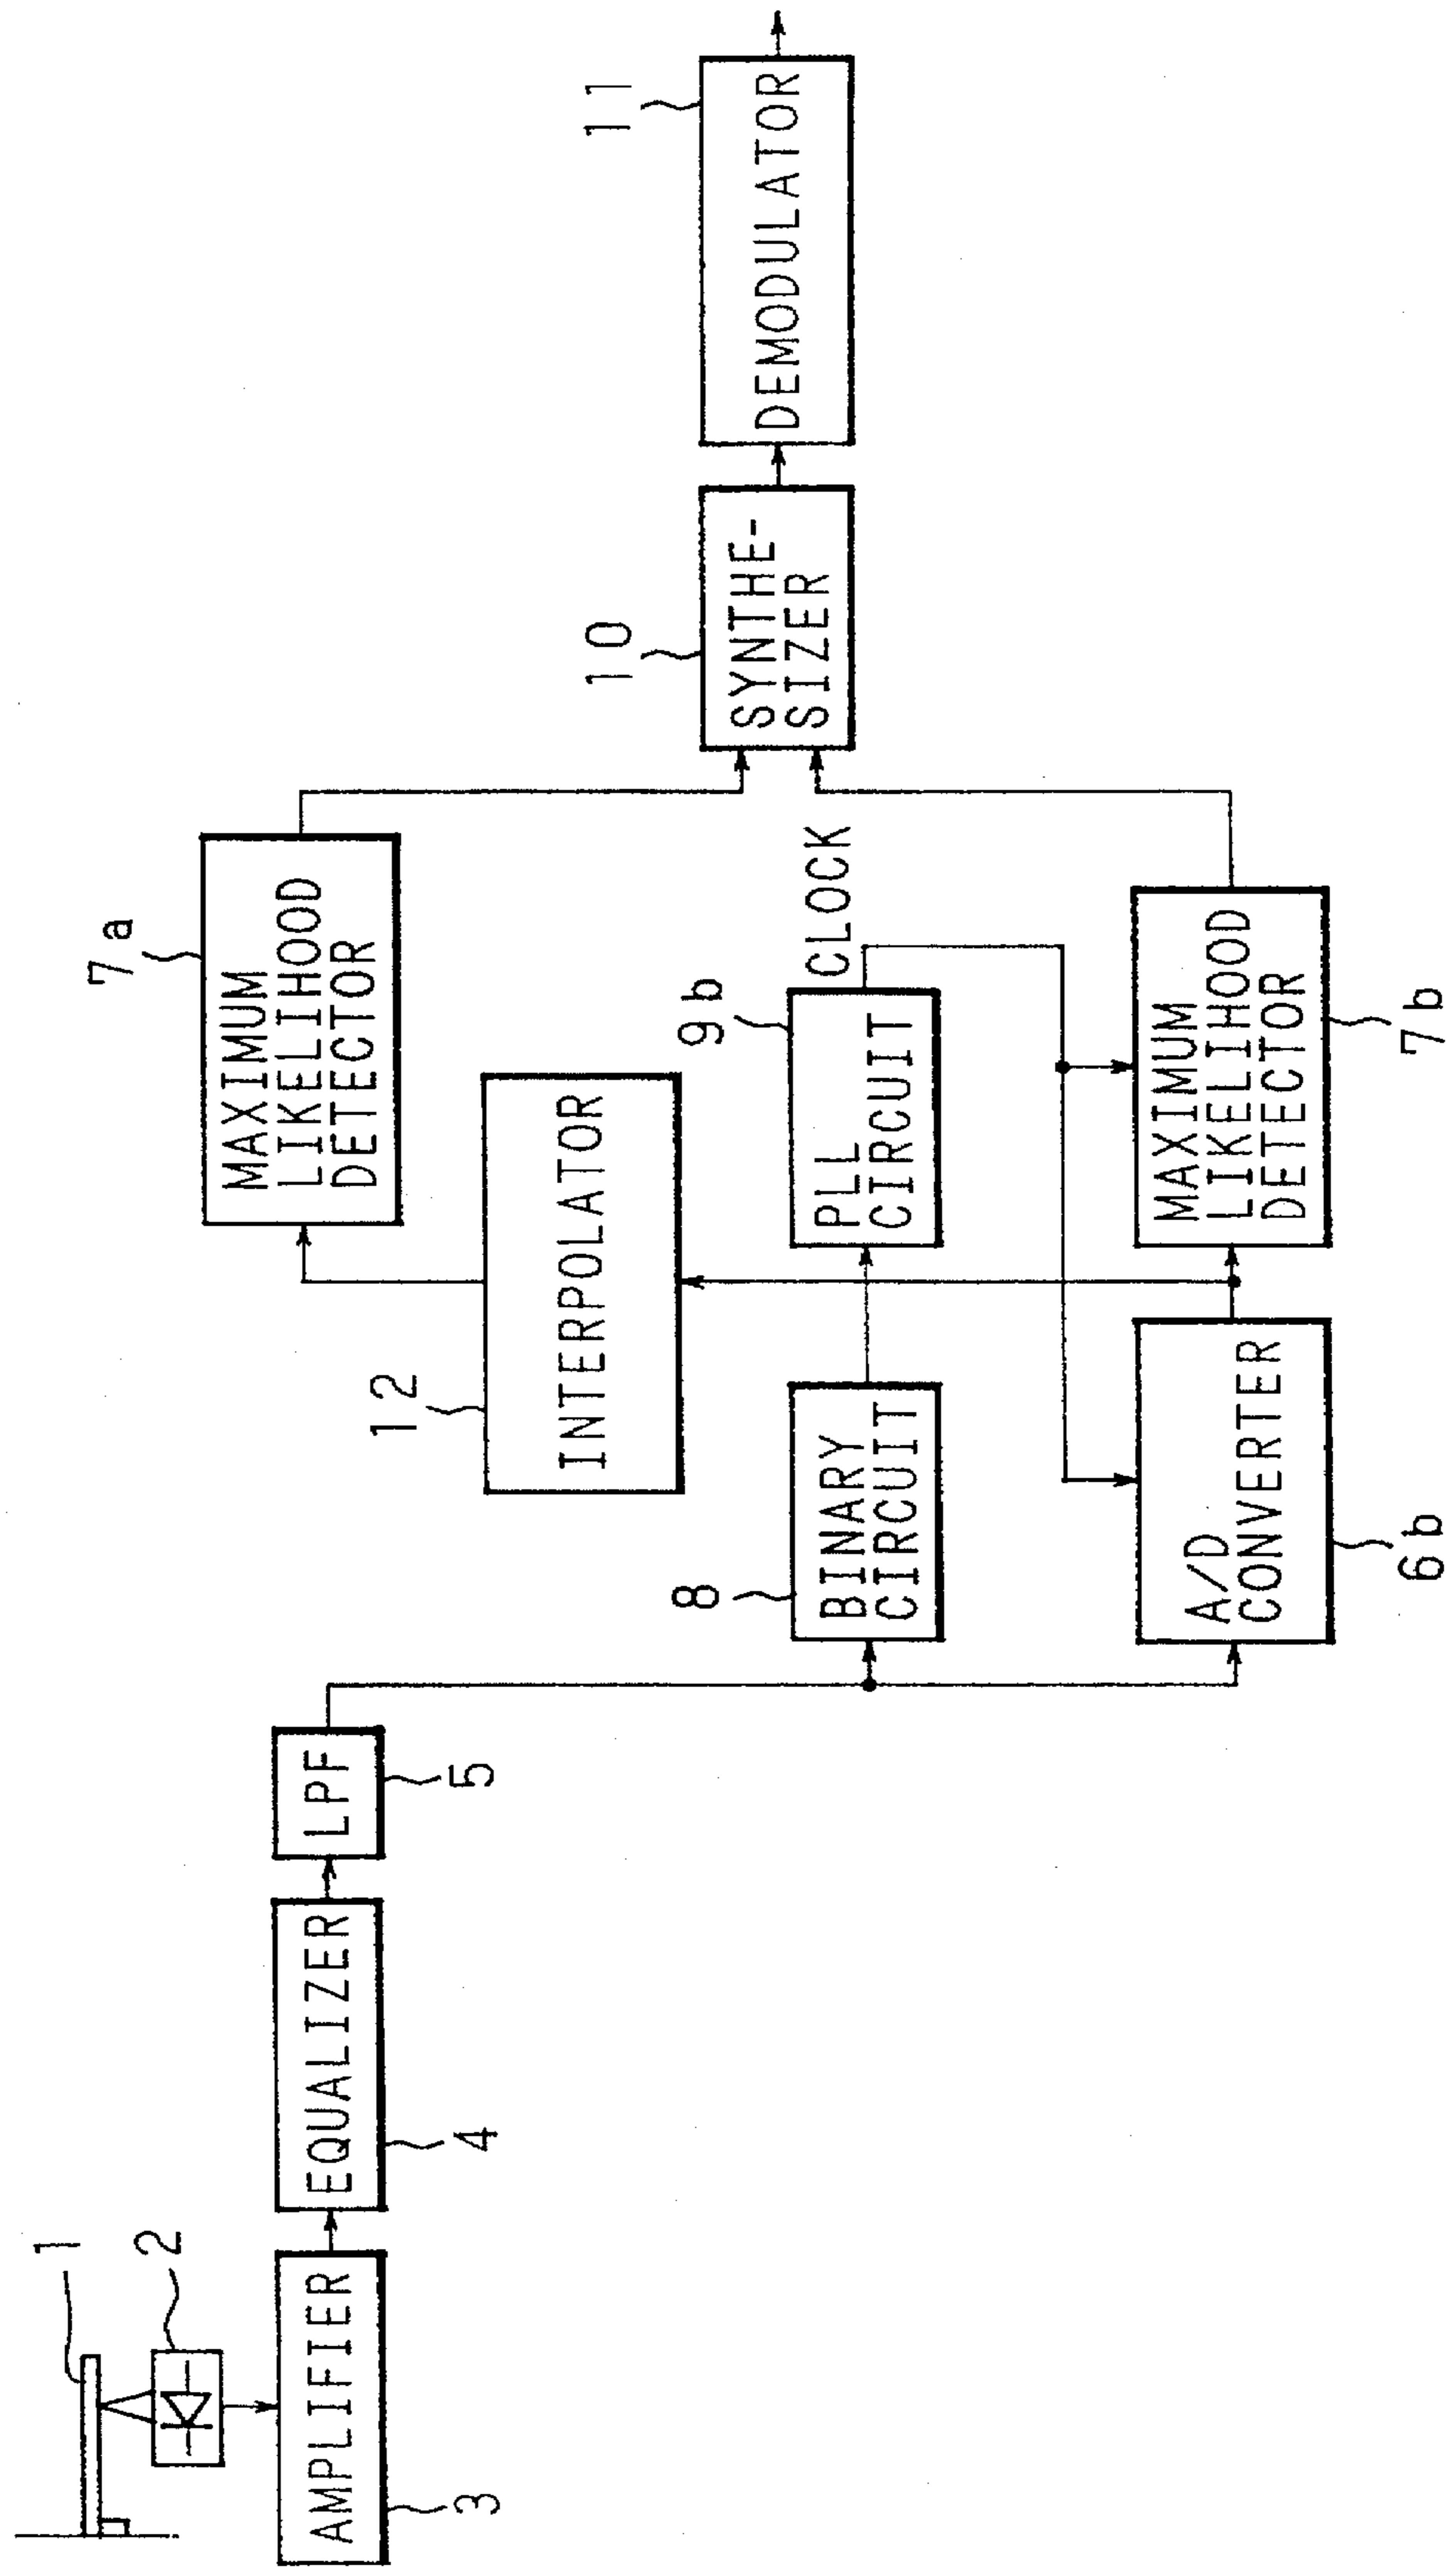 1
2
AMPLIFIER
3
EQUALIZER
4
LPF
5
BINARY
CIRCUIT
8
A/D
CONVERTER
6b
INTERPOLATOR
12
PLL
CIRCUIT
9b
CLOCK
MAXIMUM
LIKELIHOOD
DETECTOR
7a
MAXIMUM
LIKELIHOOD
DETECTOR
7b
SYNTHE-
SIZER
10
DEMODULATOR
11